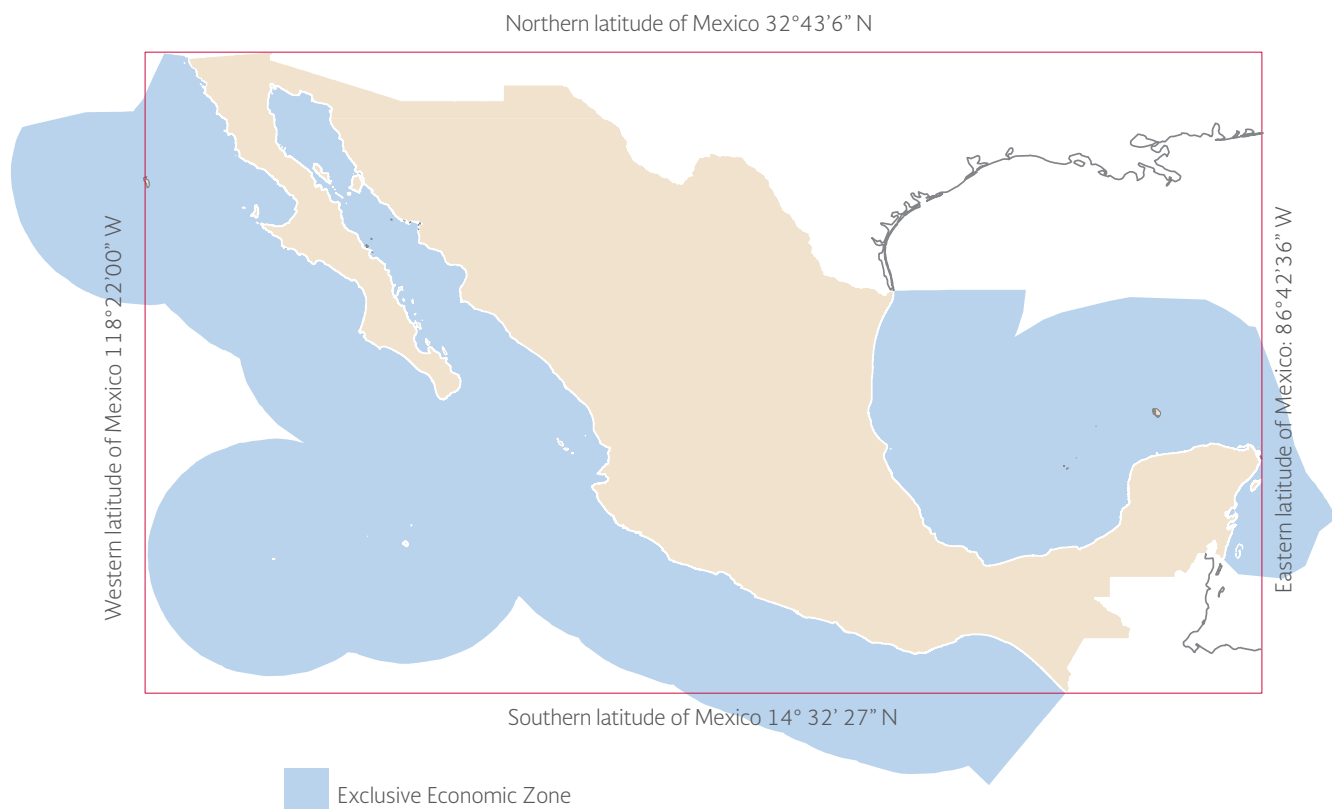 Northern latitude of Mexico 32°43’6” N
Western latitude of Mexico 118°22’00” W
Eastern latitude of Mexico: 86°42’36” W
Southern latitude of Mexico 14° 32’ 27” N
Exclusive Economic Zone